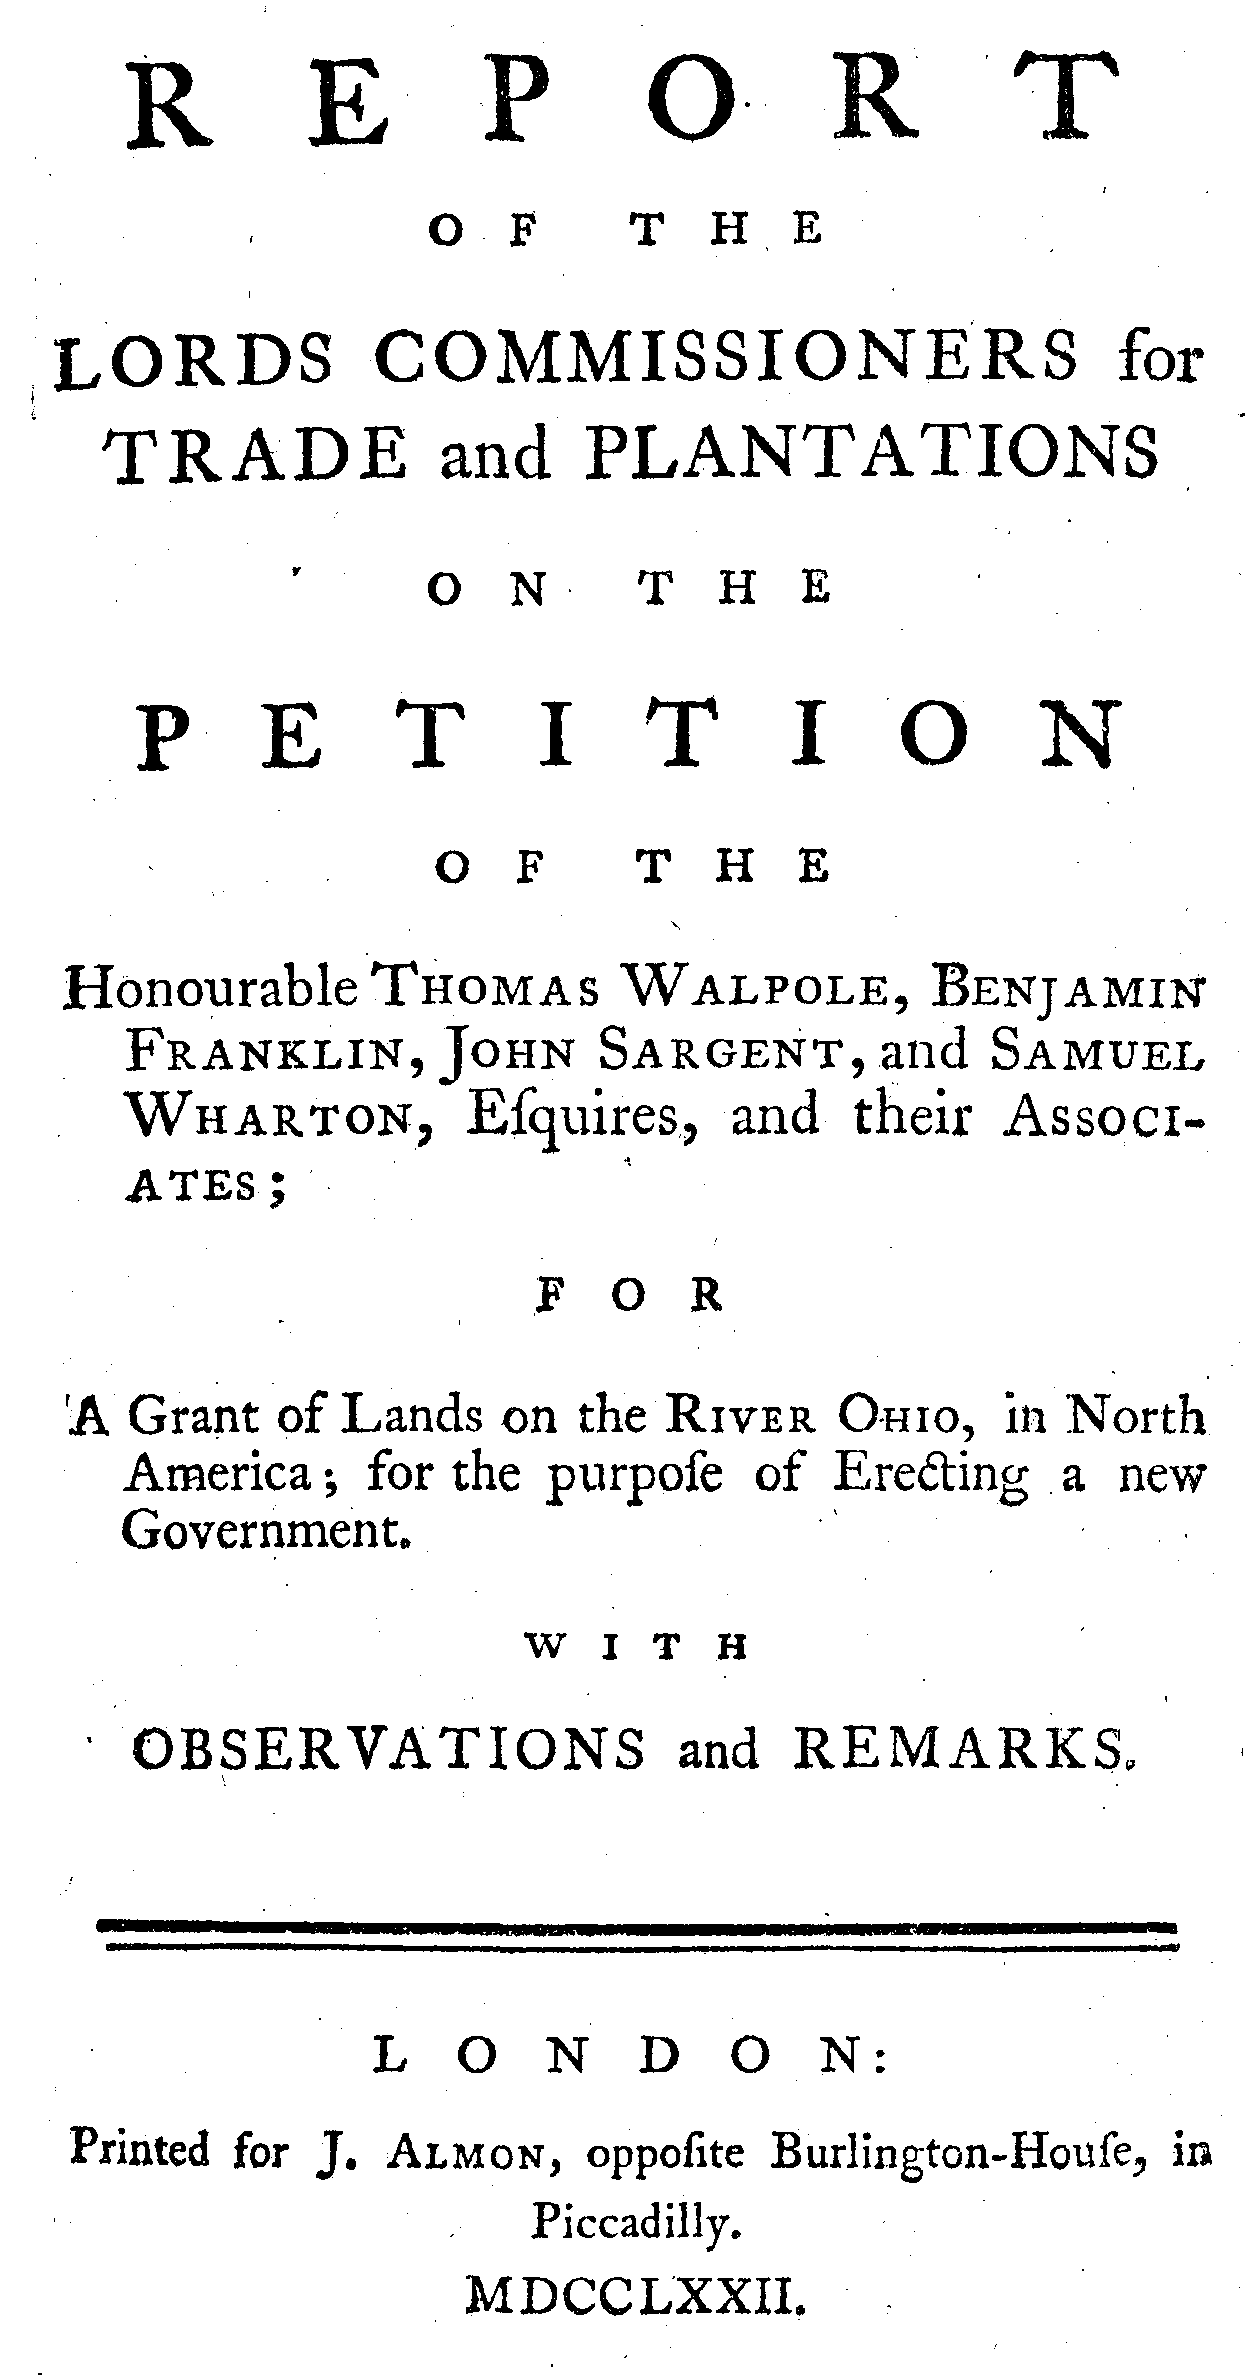 REPORT
OF THE
LORDS COMMISSIONERS for
TRADE and PLANTATIONS
ON THE
PETITION
OF THE
Honourable THOMAS WALPOLE, BENJAMIN
FRANKLIN, JOHN SARGENT, and SAMUEL
WHARTON, Eſquires, and their ASSOCI-
ATES;
FOR
A Grant of Lands on the RIVER OHIO, in North
America; for the purpoſe of Erecting a new
Government.
WITH
OBSERVATIONS and REMARKS.
LONDON:
Printed for J. ALMON, oppoſite Burlington-Houſe, in
Piccadilly.
MDCCLXXII.